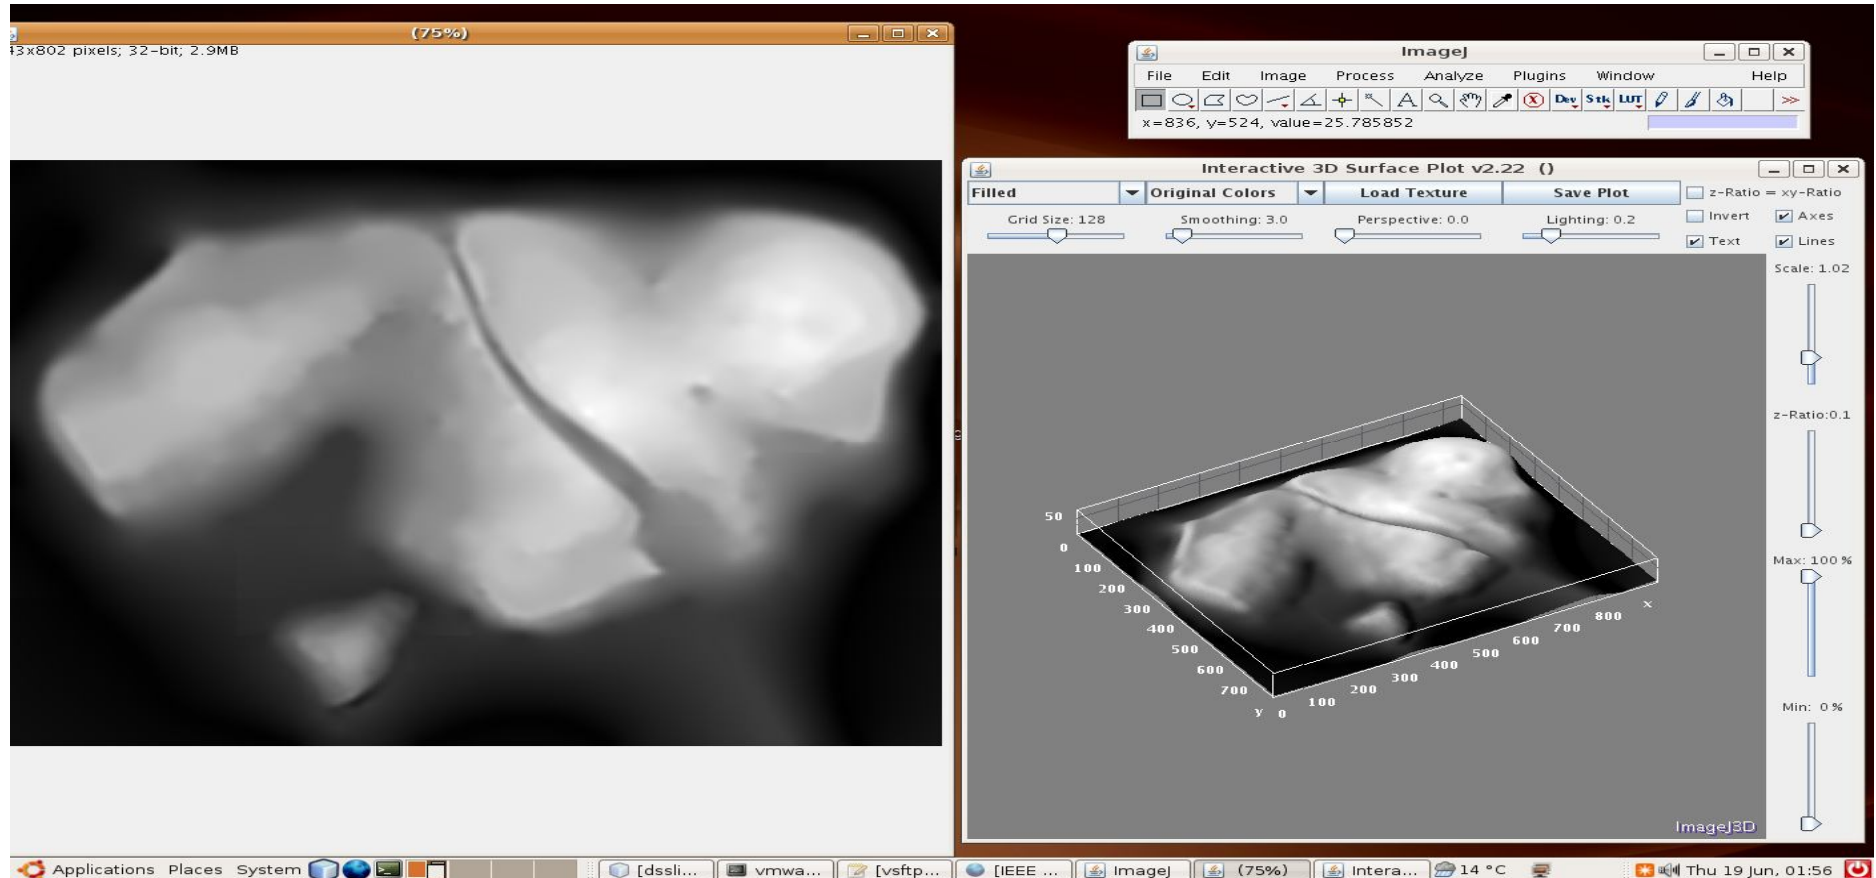 (75%)
43x802 pixels; 32-bit; 2.9MB
ImageJ
File Edit Image Process Analyze Plugins Window Help
Dev Stk LUT >>
x=836, y=524, value=25.785852
Interactive 3D Surface Plot v2.22 ()
Filled Original Colors Load Texture Save Plot z-Ratio = xy-Ratio
Grid Size: 128 Smoothing: 3.0 Perspective: 0.0 Lighting: 0.2 Invert Axes
Text Lines
Scale: 1.02
z-Ratio:0.1
Max: 100%
Min: 0%
50
0
100
200
300
400
500
600
700
y
0
100
200
300
400
500
600
700
800
x
ImageJ3D
Applications Places System [dssli... vmwa... [vsftp... [IEEE ... ImageJ (75%) Intera... 14 °C Thu 19 Jun, 01:56